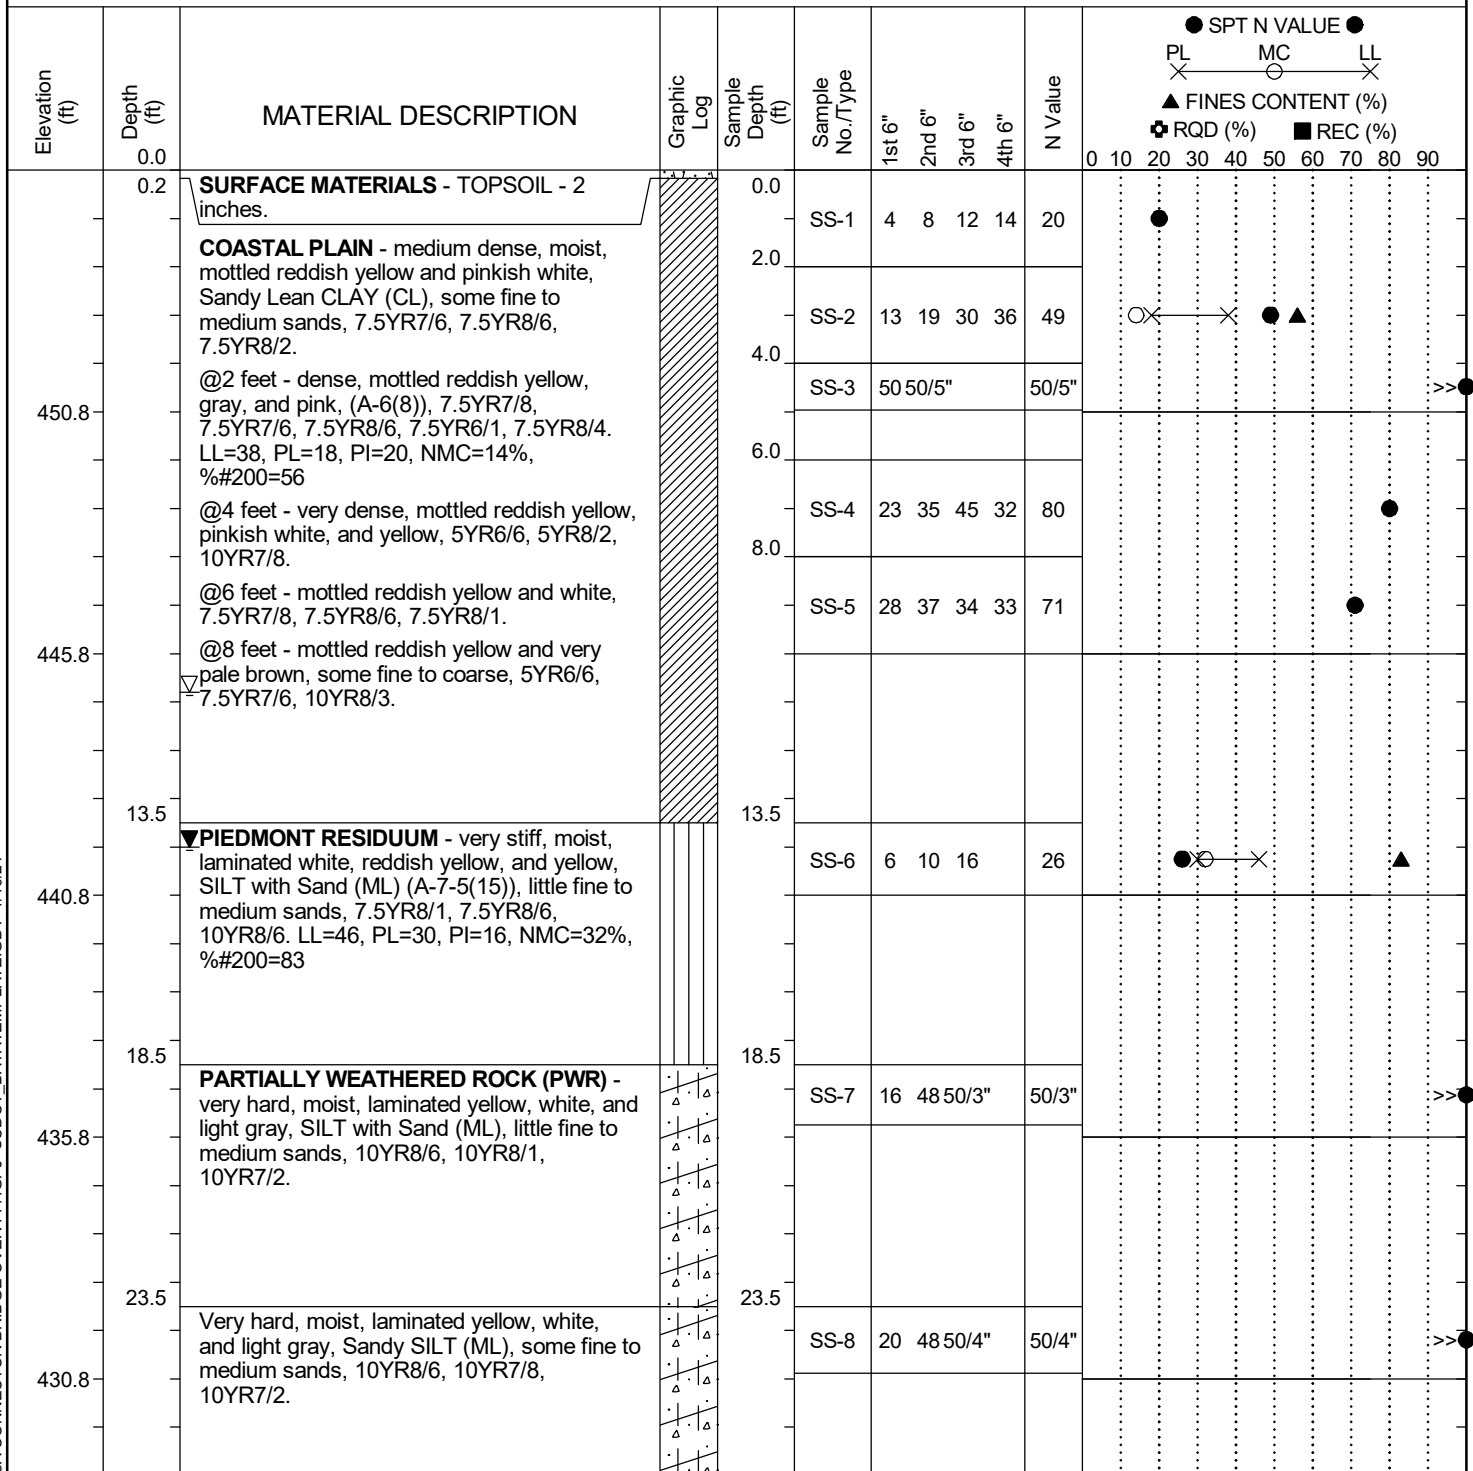 ● SPT N VALUE ●
PL MC LL
▲ FINES CONTENT (%)
RQD (%) ■ REC (%)
0 10 20 30 40 50 60 70 80 90
Elevation (ft)
Depth (ft)
0.0
MATERIAL DESCRIPTION
Graphic Log
Sample Depth (ft)
Sample No./Type
1st 6"
2nd 6"
3rd 6"
4th 6"
N Value
0.2
SURFACE MATERIALS - TOPSOIL - 2
inches.
0.0
SS-1 4 8 12 14 20
2.0
COASTAL PLAIN - medium dense, moist,
mottled reddish yellow and pinkish white,
Sandy Lean CLAY (CL), some fine to
medium sands, 7.5YR7/6, 7.5YR8/6,
7.5YR8/2.
SS-2 13 19 30 36 49
4.0
@2 feet - dense, mottled reddish yellow,
gray, and pink, (A-6(8)), 7.5YR7/8,
7.5YR7/6, 7.5YR8/6, 7.5YR6/1, 7.5YR8/4.
LL=38, PL=18, PI=20, NMC=14%,
%#200=56
SS-3 50 50/5" 50/5" >>
450.8
6.0
@4 feet - very dense, mottled reddish yellow,
pinkish white, and yellow, 5YR6/6, 5YR8/2,
10YR7/8.
SS-4 23 35 45 32 80
8.0
@6 feet - mottled reddish yellow and white,
7.5YR7/8, 7.5YR8/6, 7.5YR8/1.
SS-5 28 37 34 33 71
445.8
@8 feet - mottled reddish yellow and very
pale brown, some fine to coarse, 5YR6/6,
7.5YR7/6, 10YR8/3.
13.5 13.5
PIEDMONT RESIDUUM - very stiff, moist,
laminated white, reddish yellow, and yellow,
SILT with Sand (ML) (A-7-5(15)), little fine to
medium sands, 7.5YR8/1, 7.5YR8/6,
10YR8/6. LL=46, PL=30, PI=16, NMC=32%,
%#200=83
SS-6 6 10 16 26
440.8
18.5 18.5
PARTIALLY WEATHERED ROCK (PWR) -
very hard, moist, laminated yellow, white, and
light gray, SILT with Sand (ML), little fine to
medium sands, 10YR8/6, 10YR8/1,
10YR7/2.
SS-7 16 48 50/3" 50/3" >>
435.8
23.5 23.5
Very hard, moist, laminated yellow, white,
and light gray, Sandy SILT (ML), some fine to
medium sands, 10YR8/6, 10YR7/8,
10YR7/2.
SS-8 20 48 50/4" 50/4" >>
430.8